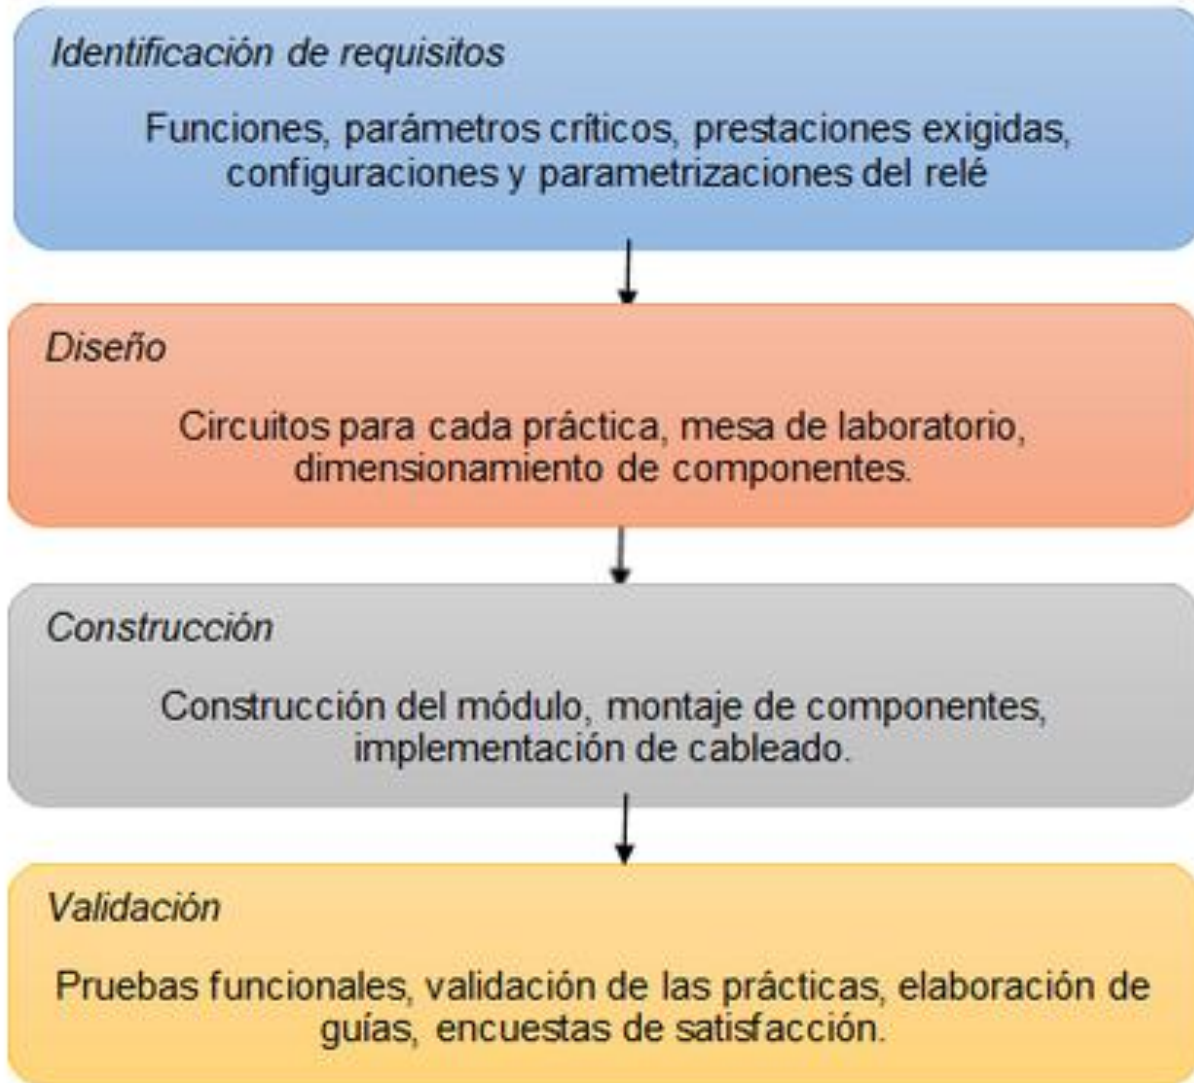 Identificación de requisitos
Funciones, parámetros críticos, prestaciones exigidas,
configuraciones y parametrizaciones del relé
Diseño
Circuitos para cada práctica, mesa de laboratorio,
dimensionamiento de componentes.
Construcción
Construcción del módulo, montaje de componentes,
implementación de cableado.
Validación
Pruebas funcionales, validación de las prácticas, elaboración de
guías, encuestas de satisfacción.